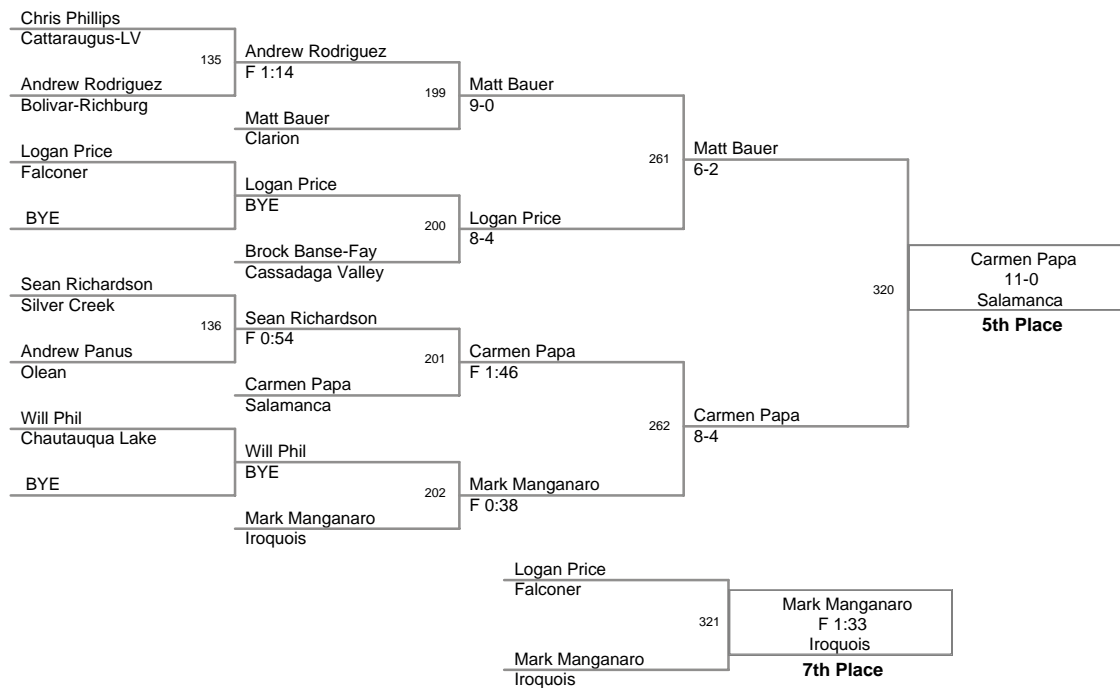 Chris Phillips
Cattaraugus-LV
135
Andrew Rodriguez
Bolivar-Richburg
Andrew Rodriguez
F 1:14
199
Matt Bauer
Clarion
Matt Bauer
9-0
Logan Price
Falconer
BYE
Logan Price
BYE
200
Brock Banse-Fay
Cassadaga Valley
Logan Price
8-4
261
Matt Bauer
6-2
Sean Richardson
Silver Creek
136
Andrew Panus
Olean
Sean Richardson
F 0:54
201
Carmen Papa
Salamanca
Carmen Papa
F 1:46
Will Phil
Chautauqua Lake
BYE
Will Phil
BYE
202
Mark Manganaro
Iroquois
Mark Manganaro
F 0:38
262
Carmen Papa
8-4
320
Carmen Papa
11-0
Salamanca
5th Place
Logan Price
Falconer
321
Mark Manganaro
Iroquois
Mark Manganaro
F 1:33
Iroquois
7th Place